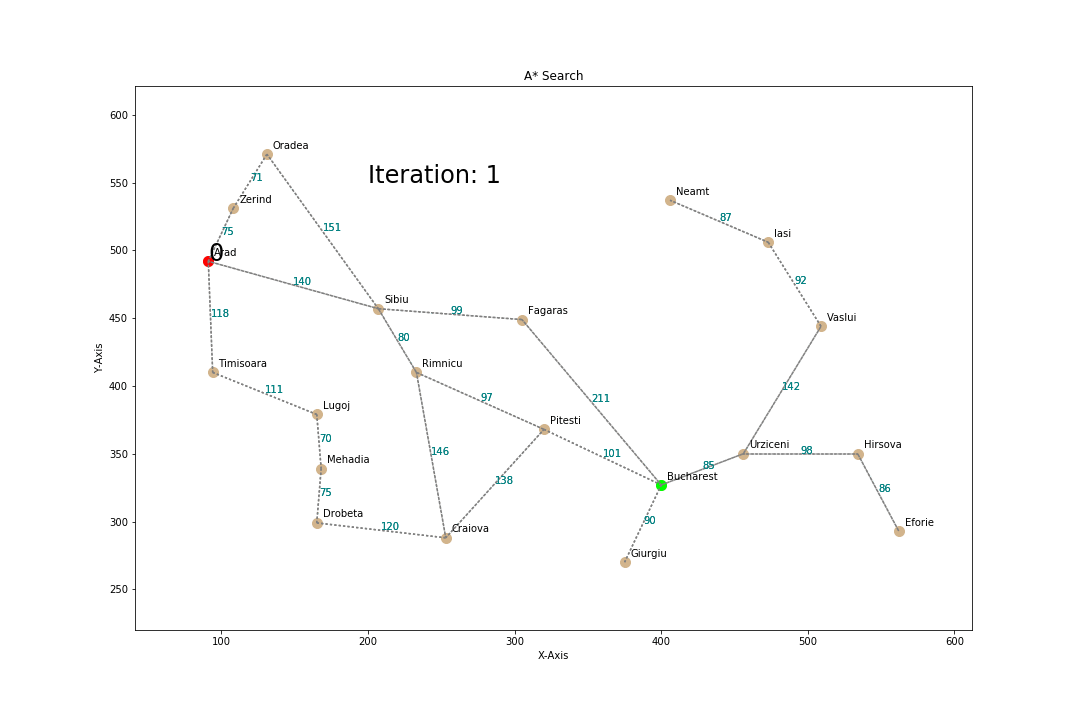 A* Search
600
Oradea
Iteration: 1
71
550
Neamt
Zerind
87
151
75
Iasi
500
Arad
0
140
92
Sibiu
99
Fagaras
118
450
Vaslui
80
Y-Axis
Timisoara
Rimnicu
400
111
97
211
142
Lugoj
Pitesti
70
146
101
Urziceni
98
Hirsova
350
Mehadia
138
85
Bucharest
75
86
Drobeta
120
Craiova
90
Eforie
300
Giurgiu
250
100
200
300
400
500
600
X-Axis